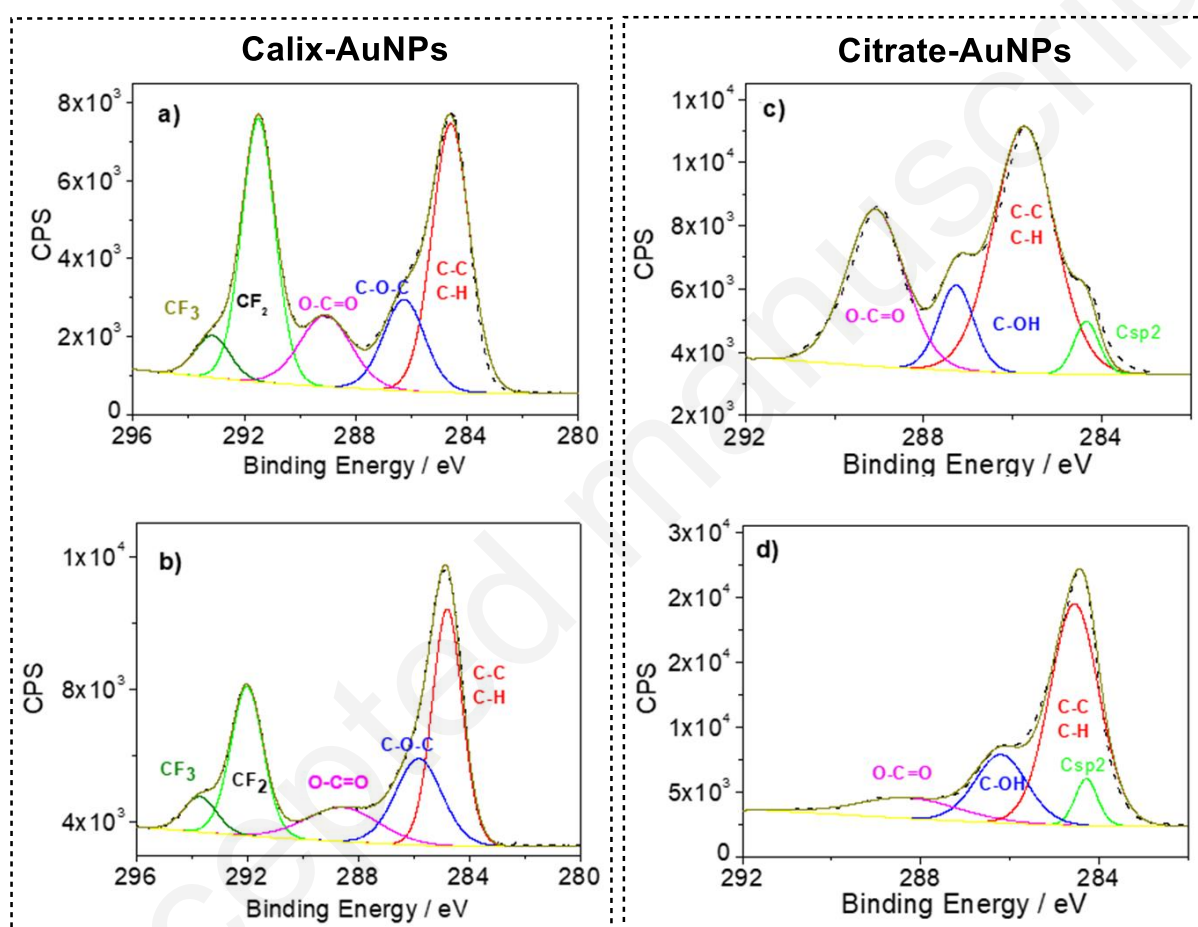 Calix-AuNPs
a)
8x10³
6x10³
4x10³
2x10³
0
CPS
CF₃
CF₂
O-C=O
C-O-C
C-C
C-H
296
292
288
284
280
Binding Energy / eV
b)
1x10⁴
8x10³
4x10³
CPS
CF₃
CF₂
O-C=O
C-O-C
C-C
C-H
296
292
288
284
280
Binding Energy / eV
Citrate-AuNPs
c)
1x10⁴
1x10⁴
8x10³
6x10³
4x10³
2x10³
CPS
O-C=O
C-OH
C-C
C-H
Csp2
292
288
284
Binding Energy / eV
d)
3x10⁴
2x10⁴
2x10⁴
1x10⁴
5x10³
0
CPS
O-C=O
C-OH
C-C
C-H
Csp2
292
288
284
Binding Energy / eV
cepted manuscrip